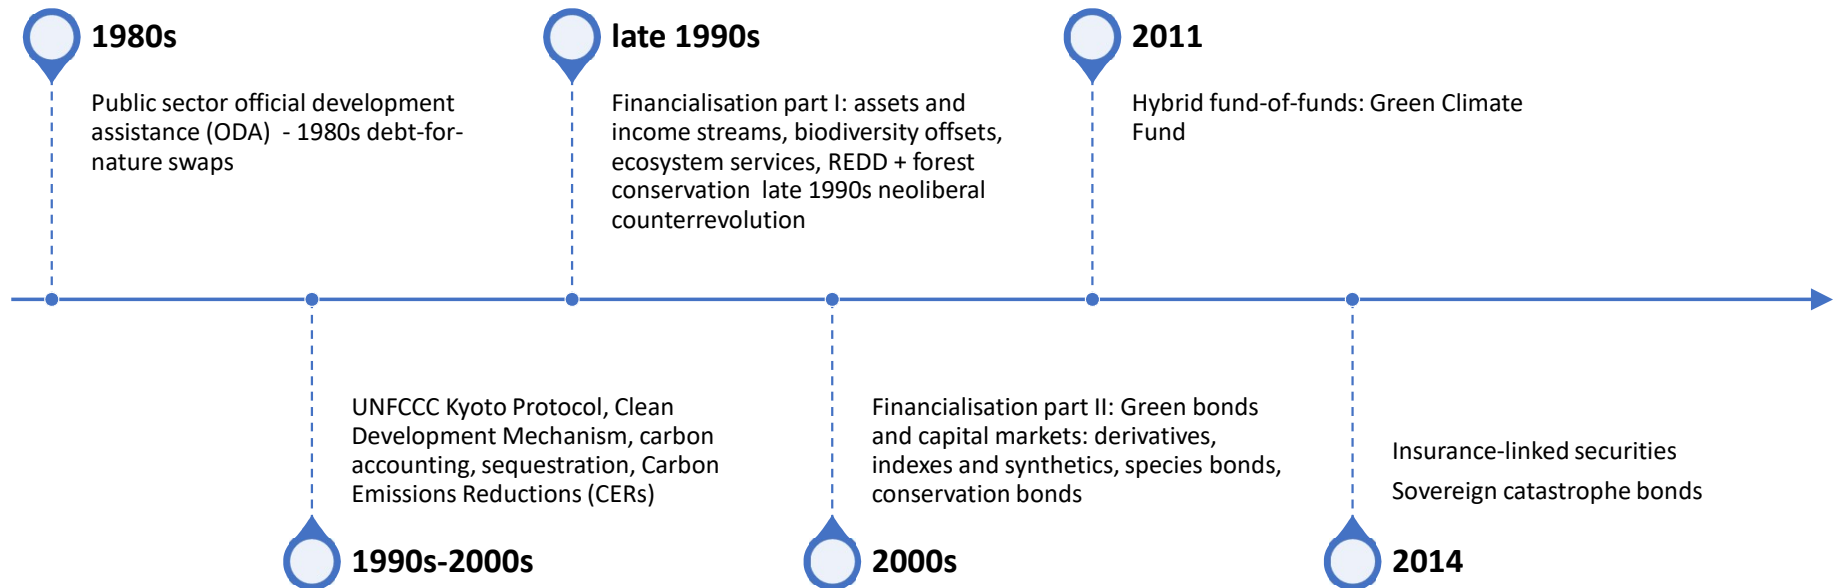 1980s
Public sector official development
assistance (ODA)  - 1980s debt-for-
nature swaps
late 1990s
Financialisation part I: assets and
income streams, biodiversity offsets,
ecosystem services, REDD + forest
conservation  late 1990s neoliberal
counterrevolution
2011
Hybrid fund-of-funds: Green Climate
Fund
UNFCCC Kyoto Protocol, Clean
Development Mechanism, carbon
accounting, sequestration, Carbon
Emissions Reductions (CERs)
1990s-2000s
Financialisation part II: Green bonds
and capital markets: derivatives,
indexes and synthetics, species bonds,
conservation bonds
2000s
Insurance-linked securities
Sovereign catastrophe bonds
2014